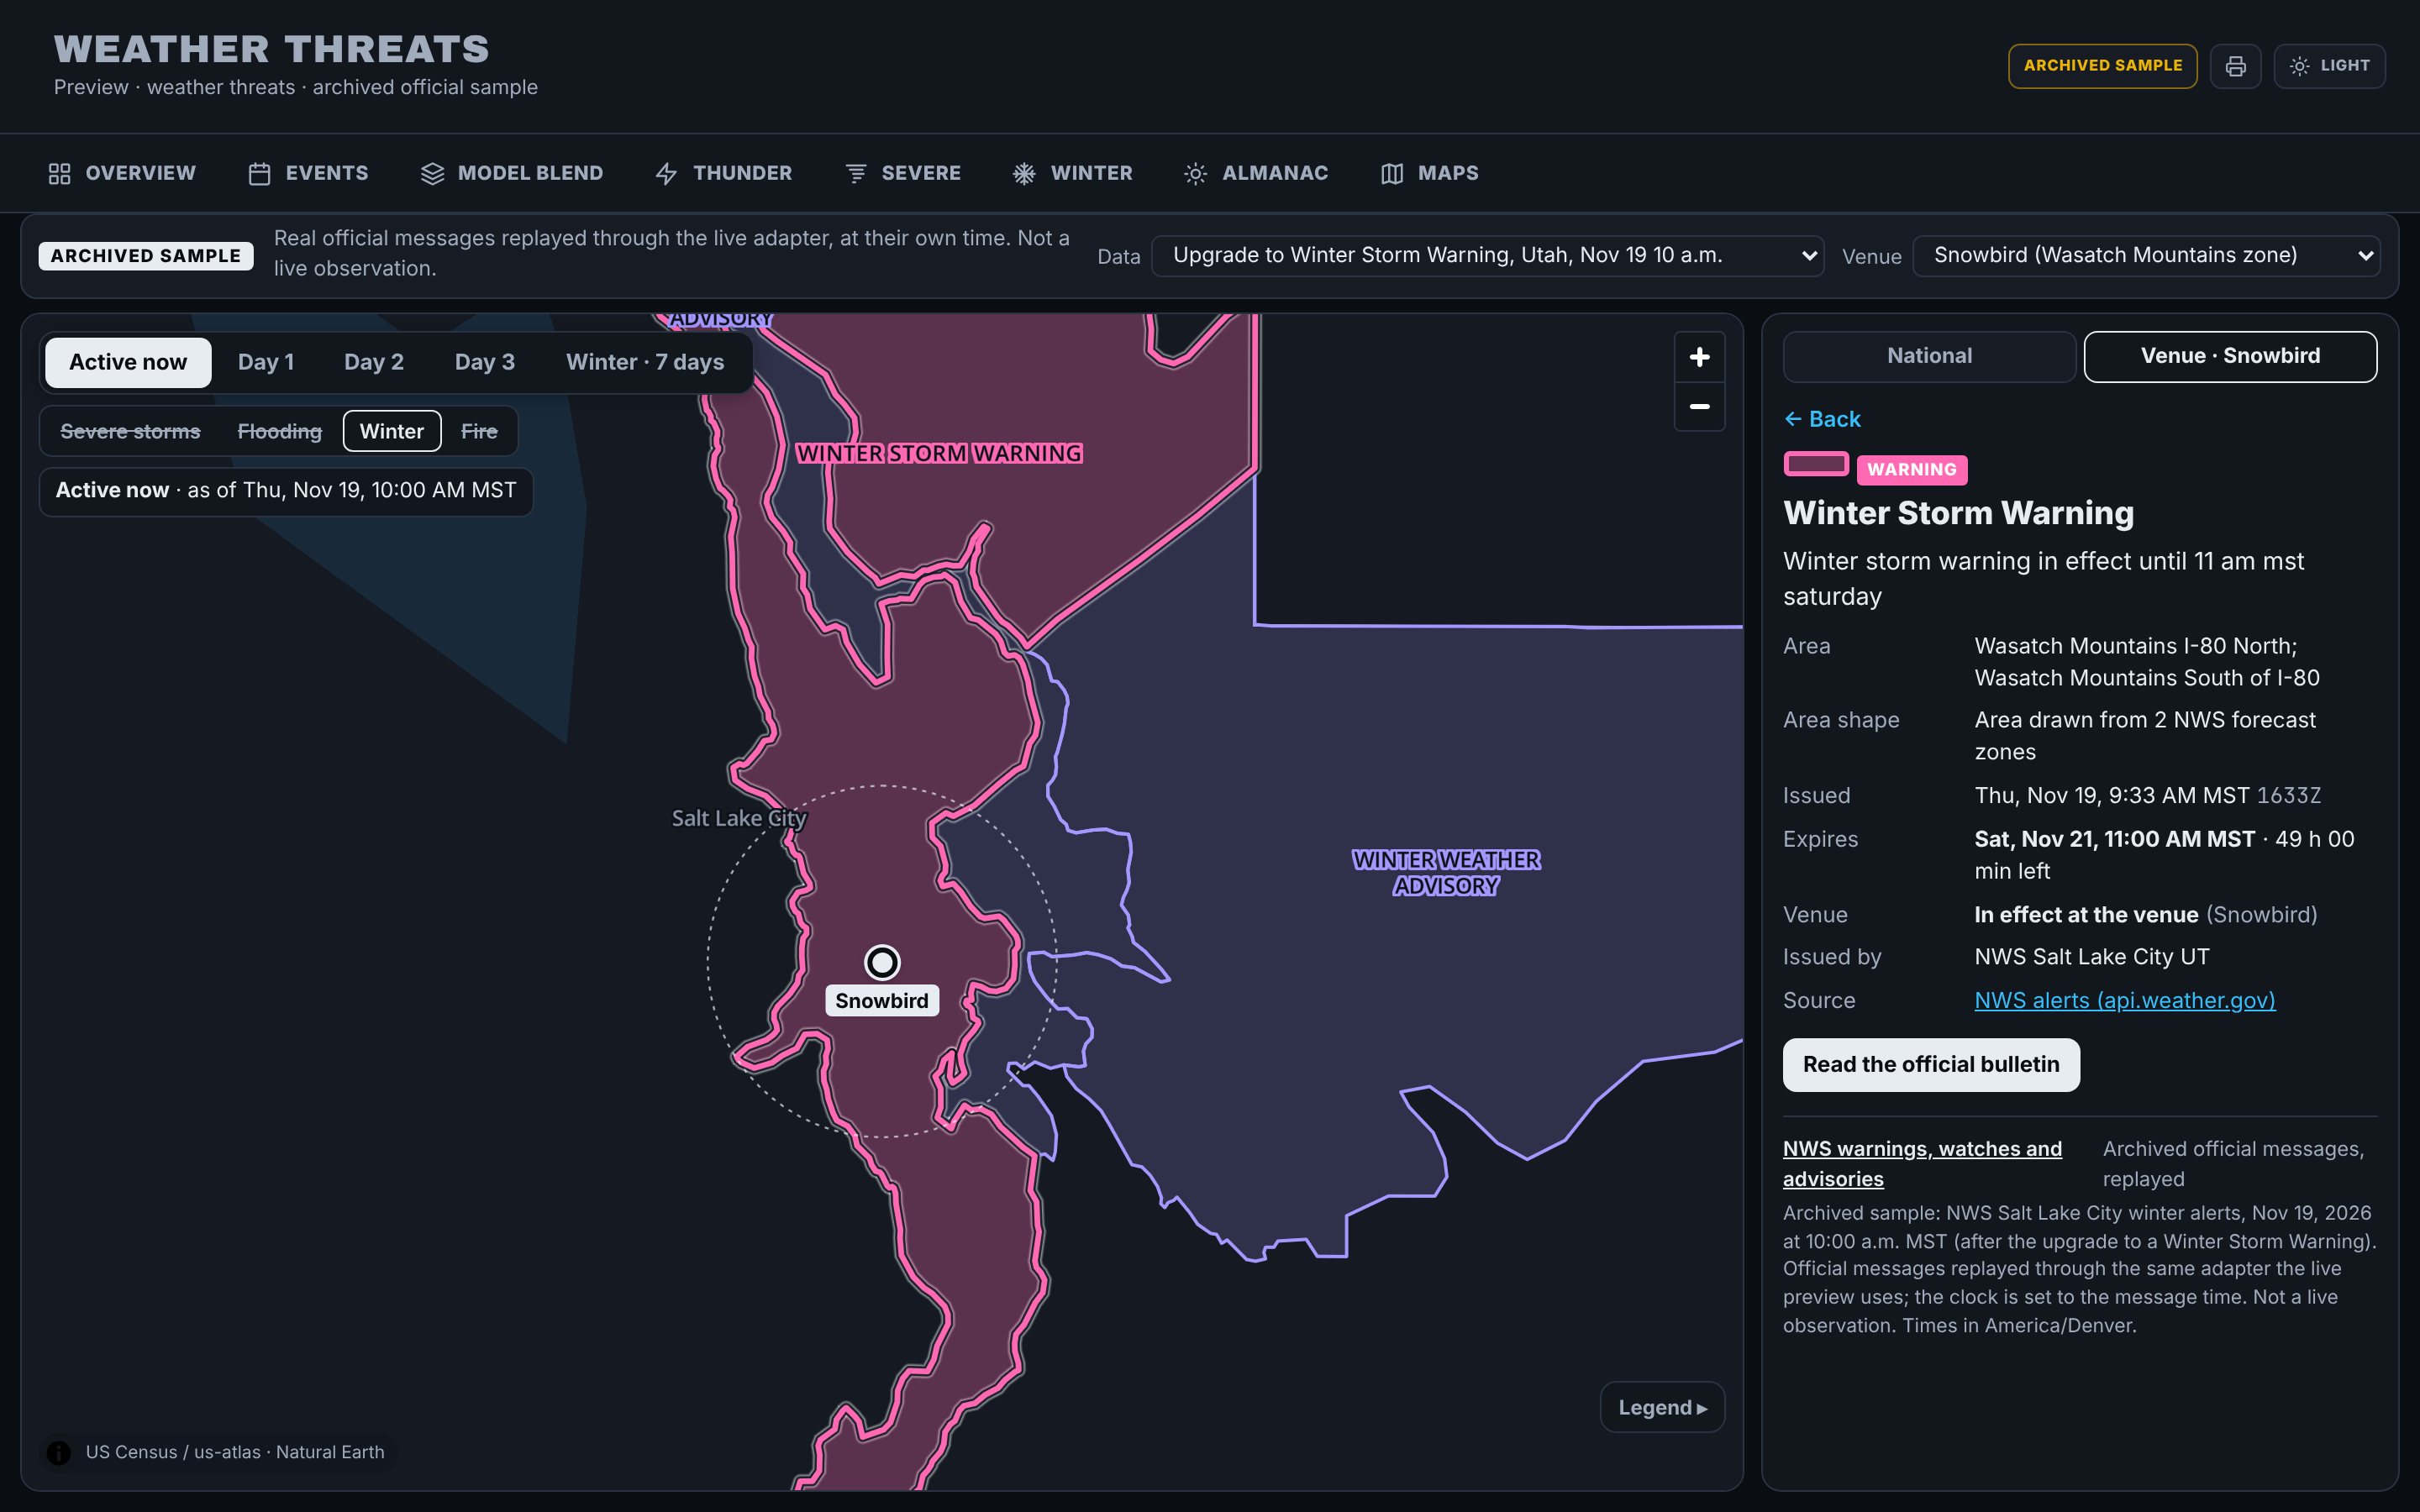 WEATHER THREATS
Preview · weather threats · archived official sample
ARCHIVED SAMPLE
LIGHT
OVERVIEW
EVENTS
MODEL BLEND
THUNDER
SEVERE
WINTER
ALMANAC
MAPS
ARCHIVED SAMPLE
Real official messages replayed through the live adapter, at their own time. Not a
live observation.
Data
Upgrade to Winter Storm Warning, Utah, Nov 19 10 a.m.
Venue
Snowbird (Wasatch Mountains zone)
ADVISORY
Active now
Day 1
Day 2
Day 3
Winter · 7 days
Severe storms
Flooding
Winter
Fire
Active now · as of Thu, Nov 19, 10:00 AM MST
+
−
WINTER STORM WARNING
Salt Lake City
WINTER WEATHER
ADVISORY
Snowbird
Legend ▸
US Census / us-atlas · Natural Earth
National
Venue · Snowbird
← Back
WARNING
Winter Storm Warning
Winter storm warning in effect until 11 am mst
saturday
Area
Wasatch Mountains I-80 North;
Wasatch Mountains South of I-80
Area shape
Area drawn from 2 NWS forecast
zones
Issued
Thu, Nov 19, 9:33 AM MST 1633Z
Expires
Sat, Nov 21, 11:00 AM MST · 49 h 00
min left
Venue
In effect at the venue (Snowbird)
Issued by
NWS Salt Lake City UT
Source
NWS alerts (api.weather.gov)
Read the official bulletin
NWS warnings, watches and
advisories
Archived official messages,
replayed
Archived sample: NWS Salt Lake City winter alerts, Nov 19, 2026
at 10:00 a.m. MST (after the upgrade to a Winter Storm Warning).
Official messages replayed through the same adapter the live
preview uses; the clock is set to the message time. Not a live
observation. Times in America/Denver.